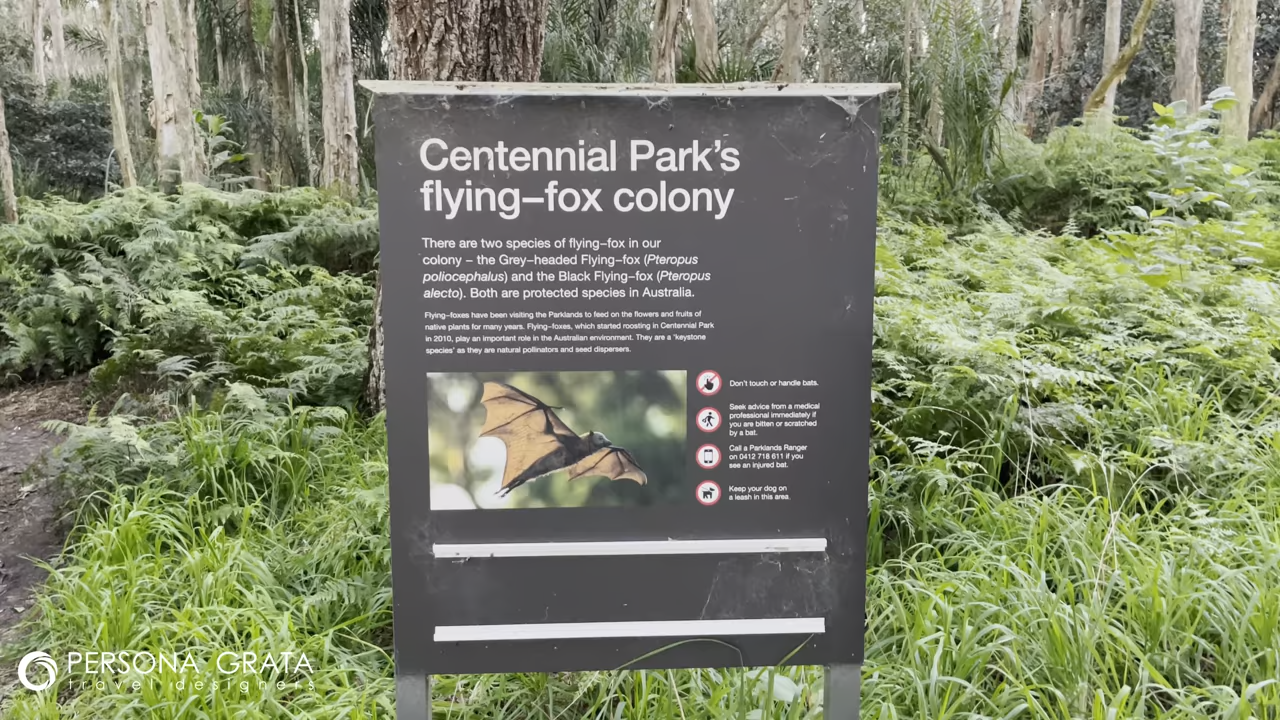 Centennial Park's
flying–fox colony
There are two species of flying–fox in our
colony – the Grey–headed Flying–fox (Pteropus
poliocephalus) and the Black Flying–fox (Pteropus
alecto). Both are protected species in Australia.
Flying–foxes have been visiting the Parklands to feed on the flowers and fruits of
native plants for many years. Flying–foxes, which started roosting in Centennial Park
in 2010, play an important role in the Australian environment. They are a 'keystone
species' as they are natural pollinators and seed dispersers.
Don't touch or handle bats.
Seek advice from a medical
professional immediately if
you are bitten or scratched
by a bat.
Call a Parklands Ranger
on 0412 718 611 if you
see an injured bat.
Keep your dog on
a leash in this area.
PERSONA GRATA
travel designers